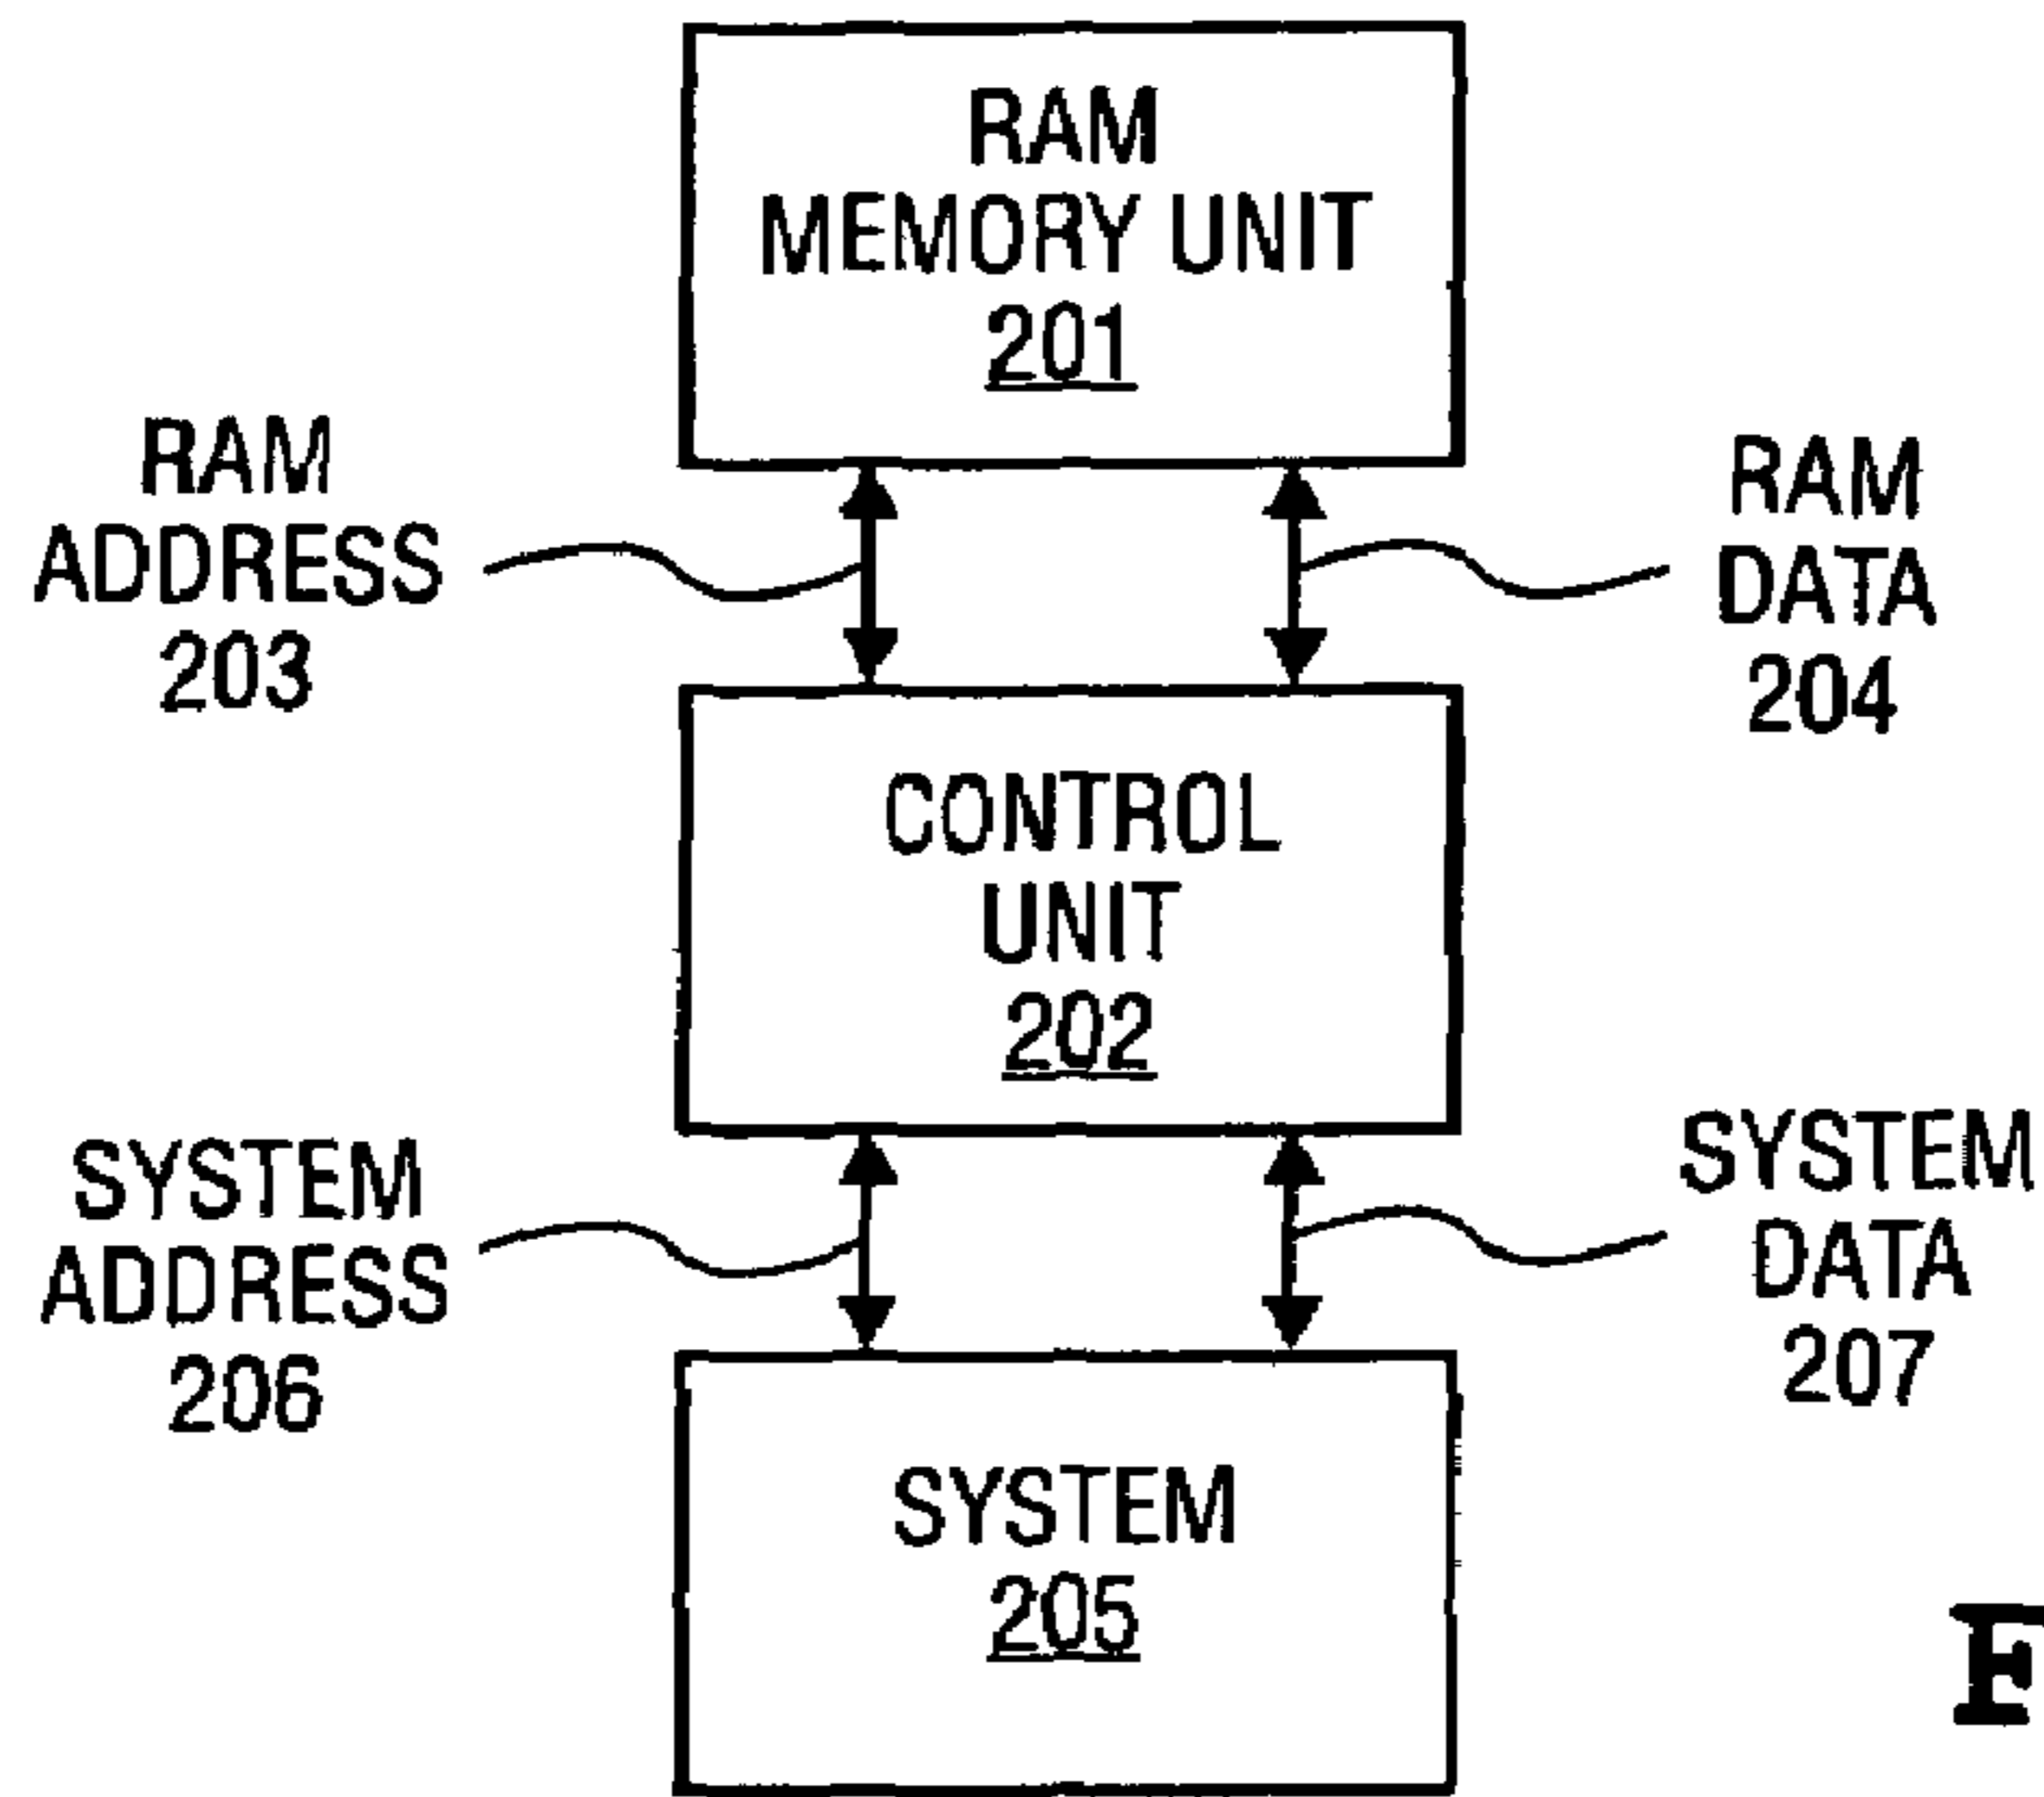 RAM
MEMORY UNIT
201
RAM
ADDRESS
203
RAM
DATA
204
CONTROL
UNIT
202
SYSTEM
ADDRESS
206
SYSTEM
DATA
207
SYSTEM
205
F